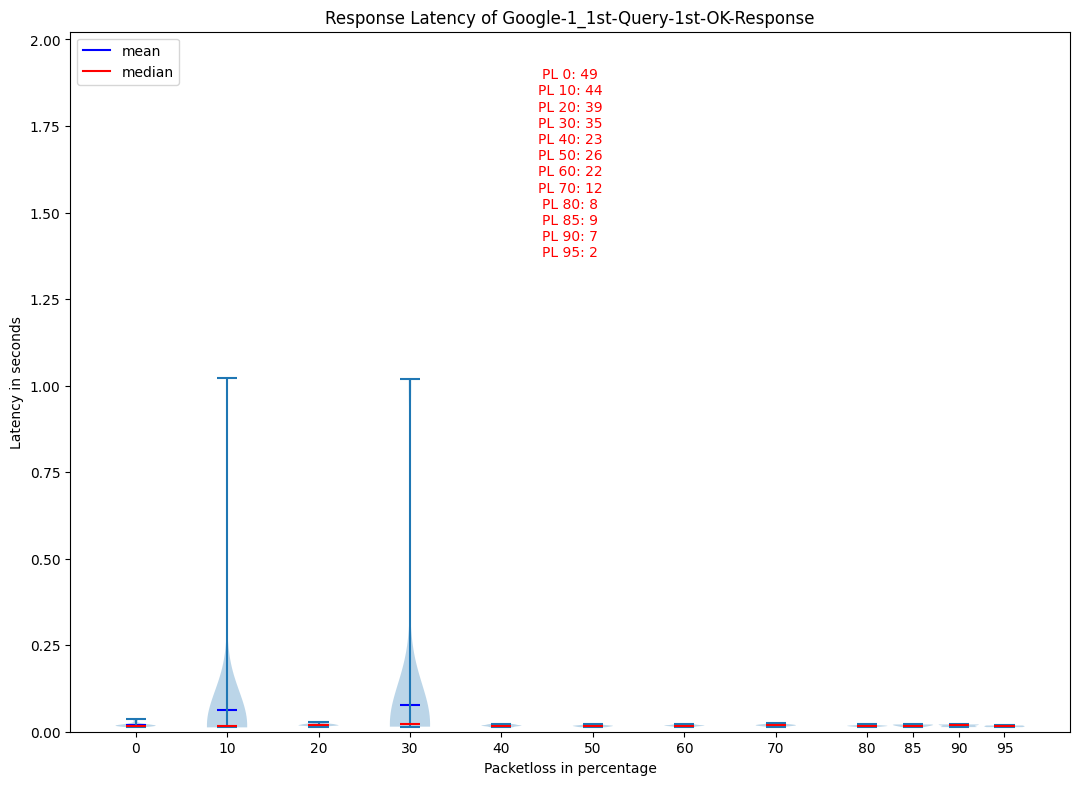 Response Latency of Google-1_1st-Query-1st-OK-Response
mean
median
PL 0: 49
PL 10: 44
PL 20: 39
PL 30: 35
PL 40: 23
PL 50: 26
PL 60: 22
PL 70: 12
PL 80: 8
PL 85: 9
PL 90: 7
PL 95: 2
Latency in seconds
2.00
1.75
1.50
1.25
1.00
0.75
0.50
0.25
0.00
0 10 20 30 40 50 60 70 80 85 90 95
Packetloss in percentage